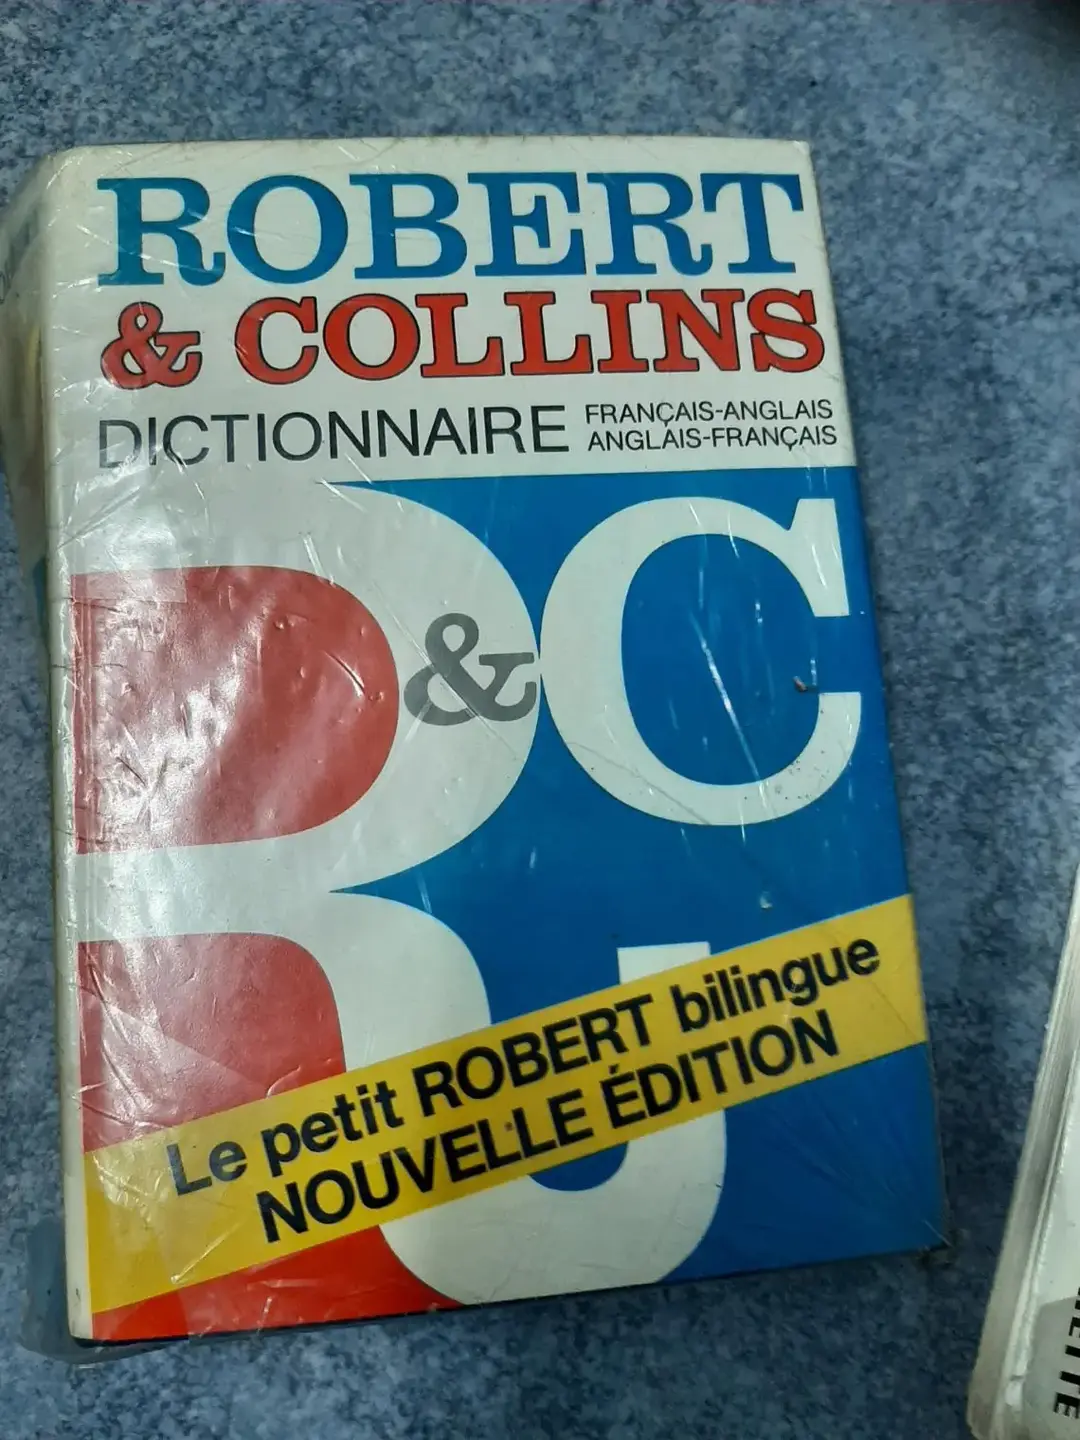 ROBERT
& COLLINS
DICTIONNAIRE
FRANÇAIS-ANGLAIS
ANGLAIS-FRANÇAIS
R&C
Le petit ROBERT bilingue
NOUVELLE ÉDITION